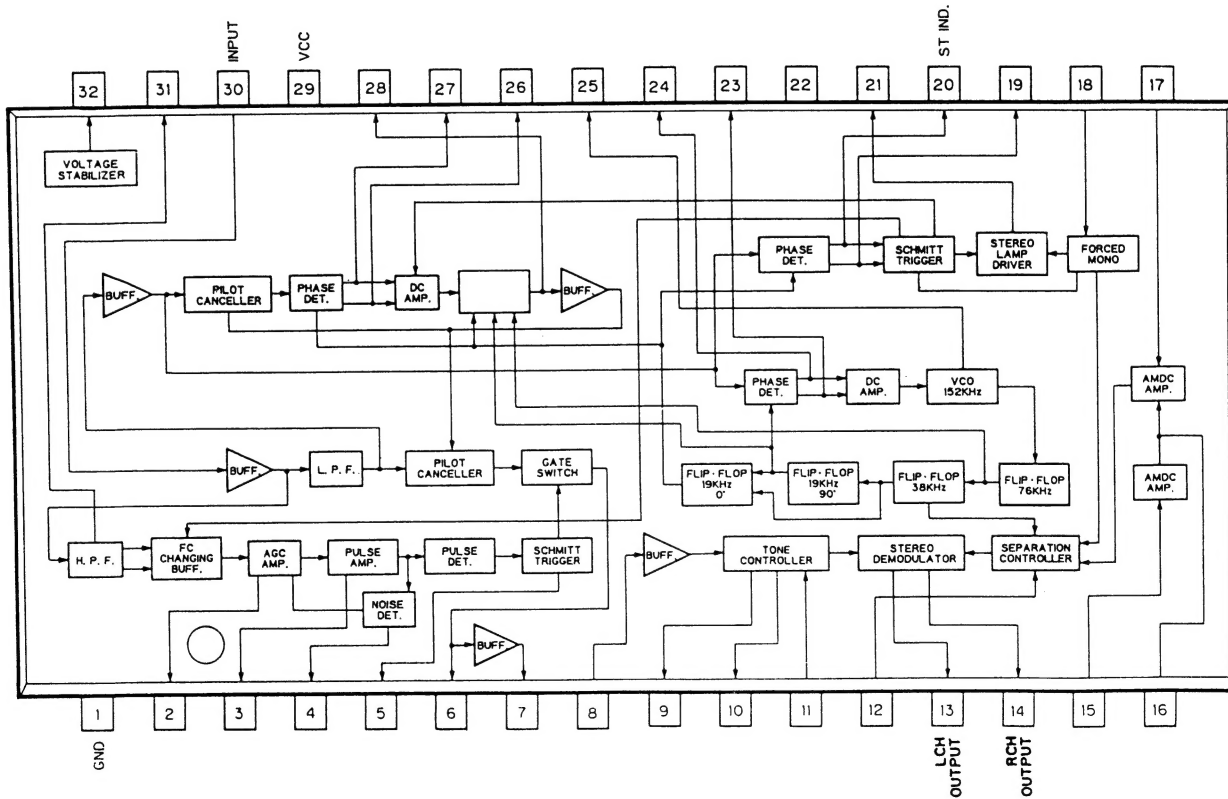 INPUT
VCC
ST IND.
32
31
30
29
28
27
26
25
24
23
22
21
20
19
18
17
VOLTAGE
STABILIZER
BUFF.
PILOT
CANCELLER
PHASE
DET.
DC
AMP.
BUFF.
PHASE
DET.
SCHMITT
TRIGGER
STEREO
LAMP
DRIVER
FORCED
MONO
PHASE
DET.
DC
AMP.
VCO
152KHz
AMDC
AMP.
BUFF.
L. P. F.
PILOT
CANCELLER
GATE
SWITCH
FLIP·FLOP
19KHz
0°
FLIP·FLOP
19KHz
90°
FLIP·FLOP
38KHz
FLIP·FLOP
76KHz
AMDC
AMP.
H. P. F.
FC
CHANGING
BUFF.
AGC
AMP.
PULSE
AMP.
PULSE
DET.
SCHMITT
TRIGGER
BUFF.
TONE
CONTROLLER
STEREO
DEMODULATOR
SEPARATION
CONTROLLER
NOISE
DET.
BUFF.
1
2
3
4
5
6
7
8
9
10
11
12
13
14
15
16
GND
LCH
OUTPUT
RCH
OUTPUT